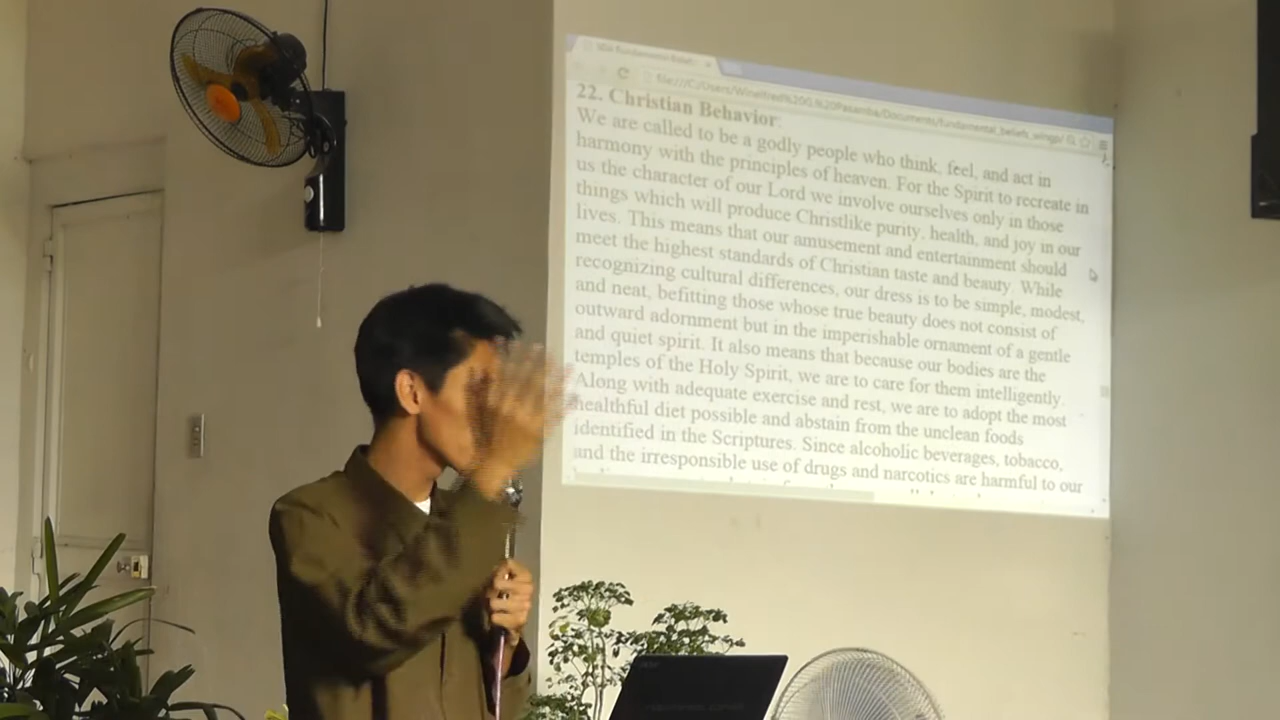 file:///C:/Users/Winelfred%20G.%20Pasamba/Documents/fundamental_beliefs_wingp/
22. Christian Behavior
We are called to be a godly people who think, feel, and act in
harmony with the principles of heaven. For the Spirit to recreate in
us the character of our Lord we involve ourselves only in those
things which will produce Christlike purity, health, and joy in our
lives. This means that our amusement and entertainment should
meet the highest standards of Christian taste and beauty. While
recognizing cultural differences, our dress is to be simple, modest,
and neat, befitting those whose true beauty does not consist of
outward adornment but in the imperishable ornament of a gentle
and quiet spirit. It also means that because our bodies are the
temples of the Holy Spirit, we are to care for them intelligently.
Along with adequate exercise and rest, we are to adopt the most
healthful diet possible and abstain from the unclean foods
identified in the Scriptures. Since alcoholic beverages, tobacco,
and the irresponsible use of drugs and narcotics are harmful to our